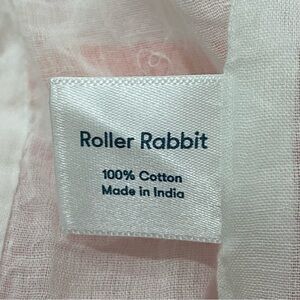 Roller Rabbit
100% Cotton
Made in India